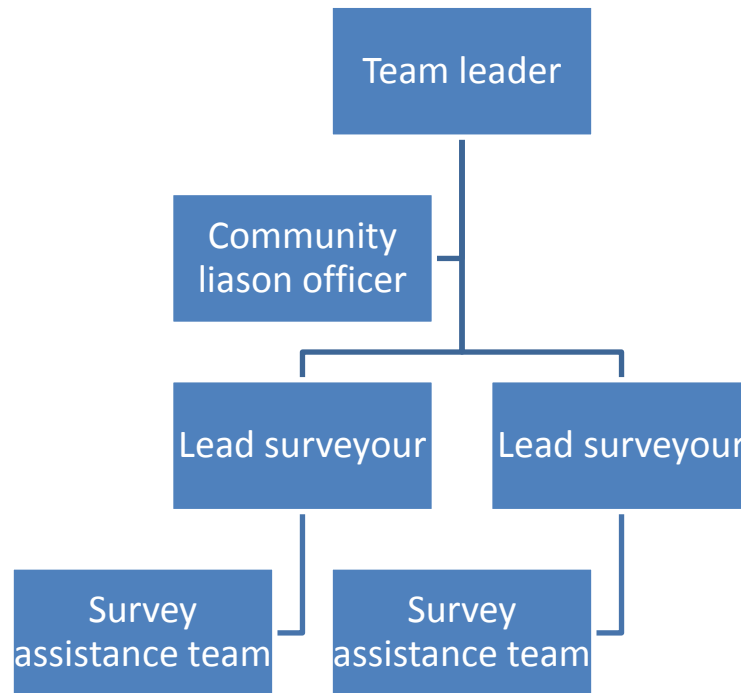 Team leader
Community
liason officer
Lead surveyour
Lead surveyour
Survey
assistance team
Survey
assistance team